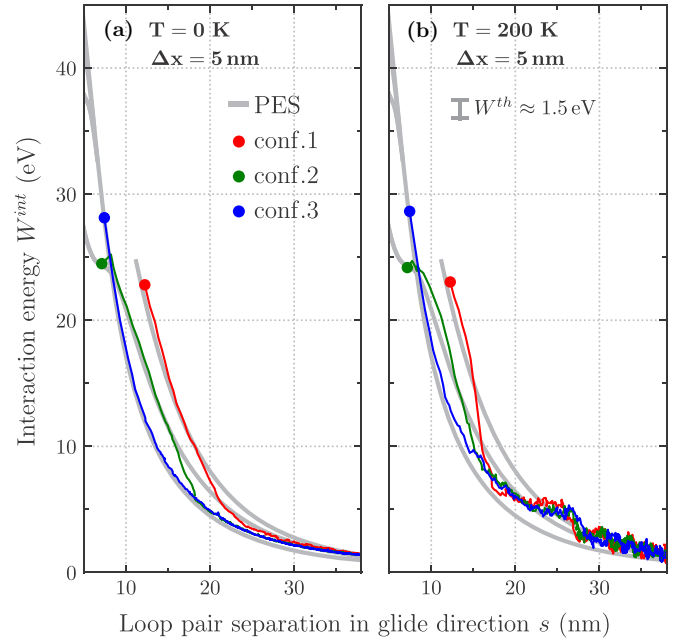 (a) T = 0 K
Δx = 5 nm
PES
conf.1
conf.2
conf.3
(b) T = 200 K
Δx = 5 nm
W^{th} ≈ 1.5 eV
Interaction energy W^{int} (eV)
40
30
20
10
0
10 20 30
10 20 30
Loop pair separation in glide direction s (nm)